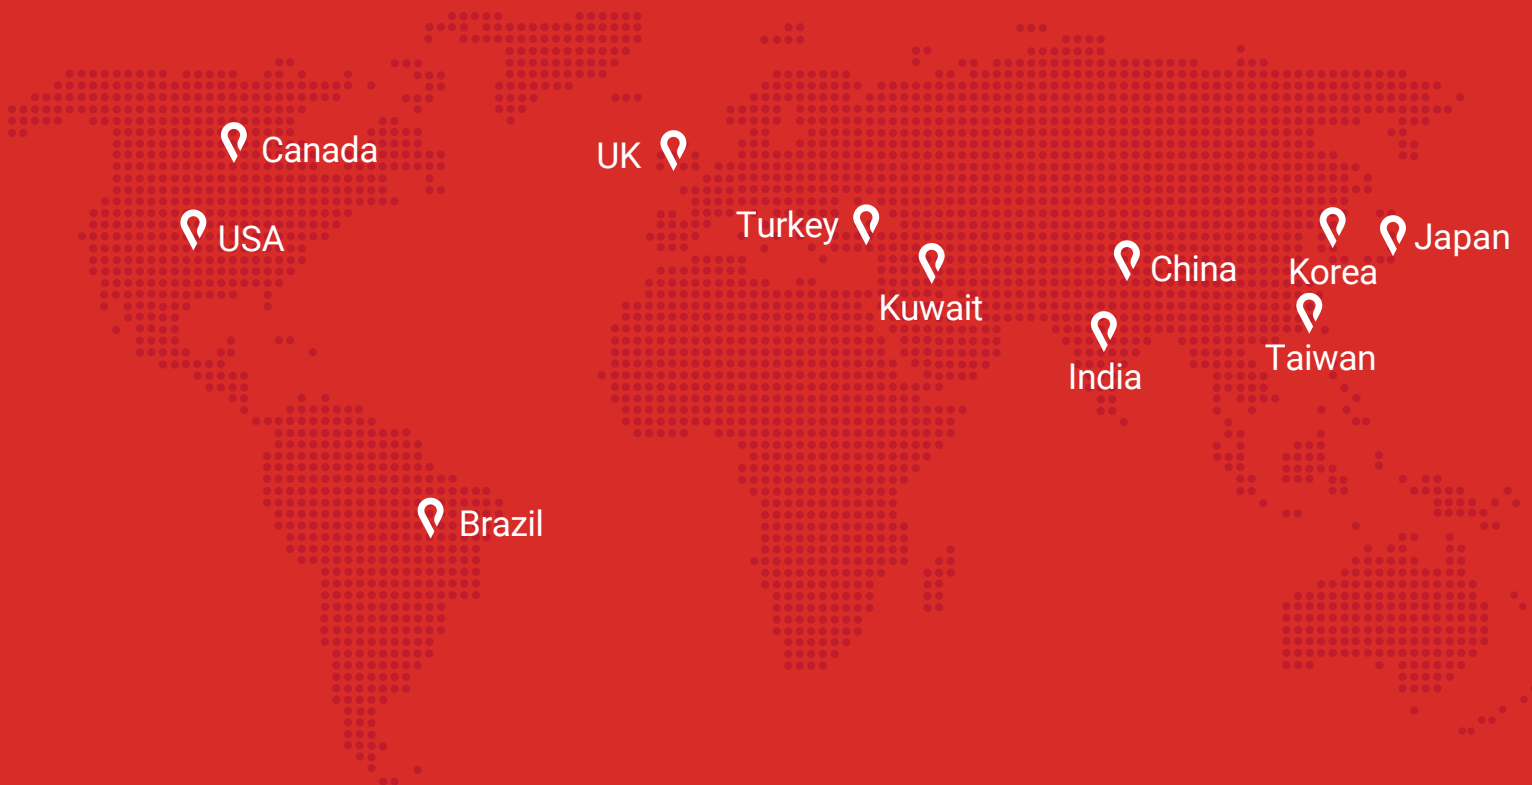 Canada
UK
USA
Turkey
Japan
China
Korea
Kuwait
Taiwan
India
Brazil